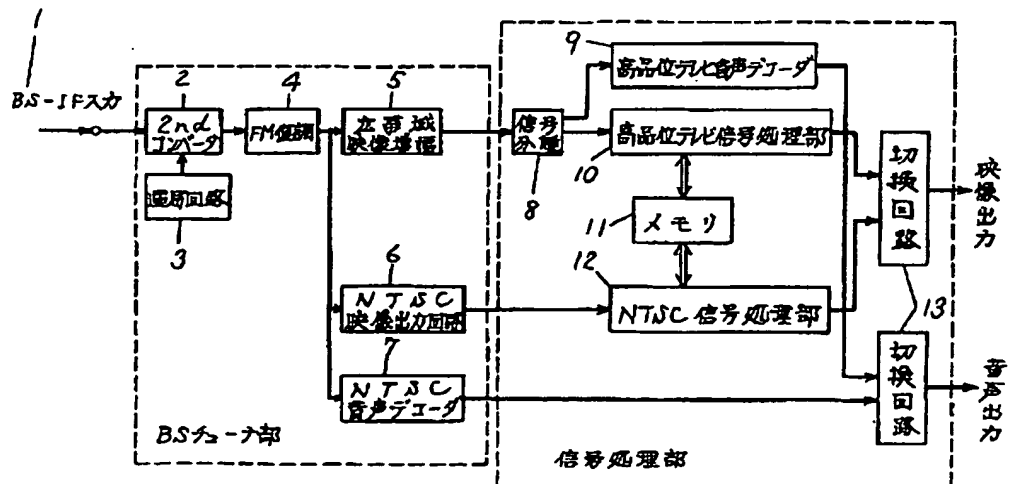 1
BS-IF入力
2
2nd
コンバータ
3
選局回路
4
FM復調
5
広帯域
映像増幅
6
NTSC
映像出力回路
7
NTSC
音声デコーダ
BSチューナ部
8
信号
分離
9
高品位テレビ音声デコーダ
10
高品位テレビ信号処理部
11
メモリ
12
NTSC信号処理部
13
切換回路
映像出力
切換回路
音声出力
信号処理部